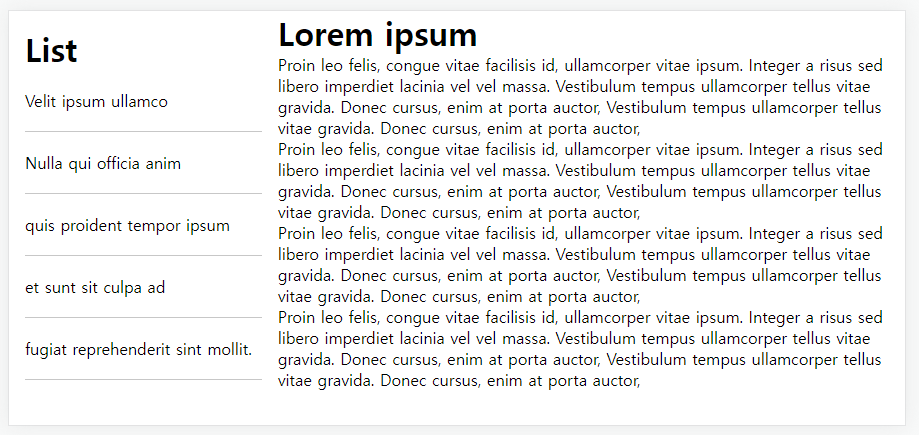 List
Velit ipsum ullamco
Nulla qui officia anim
quis proident tempor ipsum
et sunt sit culpa ad
fugiat reprehenderit sint mollit.
Lorem ipsum
Proin leo felis, congue vitae facilisis id, ullamcorper vitae ipsum. Integer a risus sed
libero imperdiet lacinia vel vel massa. Vestibulum tempus ullamcorper tellus vitae
gravida. Donec cursus, enim at porta auctor, Vestibulum tempus ullamcorper tellus
vitae gravida. Donec cursus, enim at porta auctor,
Proin leo felis, congue vitae facilisis id, ullamcorper vitae ipsum. Integer a risus sed
libero imperdiet lacinia vel vel massa. Vestibulum tempus ullamcorper tellus vitae
gravida. Donec cursus, enim at porta auctor, Vestibulum tempus ullamcorper tellus
vitae gravida. Donec cursus, enim at porta auctor,
Proin leo felis, congue vitae facilisis id, ullamcorper vitae ipsum. Integer a risus sed
libero imperdiet lacinia vel vel massa. Vestibulum tempus ullamcorper tellus vitae
gravida. Donec cursus, enim at porta auctor, Vestibulum tempus ullamcorper tellus
vitae gravida. Donec cursus, enim at porta auctor,
Proin leo felis, congue vitae facilisis id, ullamcorper vitae ipsum. Integer a risus sed
libero imperdiet lacinia vel vel massa. Vestibulum tempus ullamcorper tellus vitae
gravida. Donec cursus, enim at porta auctor, Vestibulum tempus ullamcorper tellus
vitae gravida. Donec cursus, enim at porta auctor,